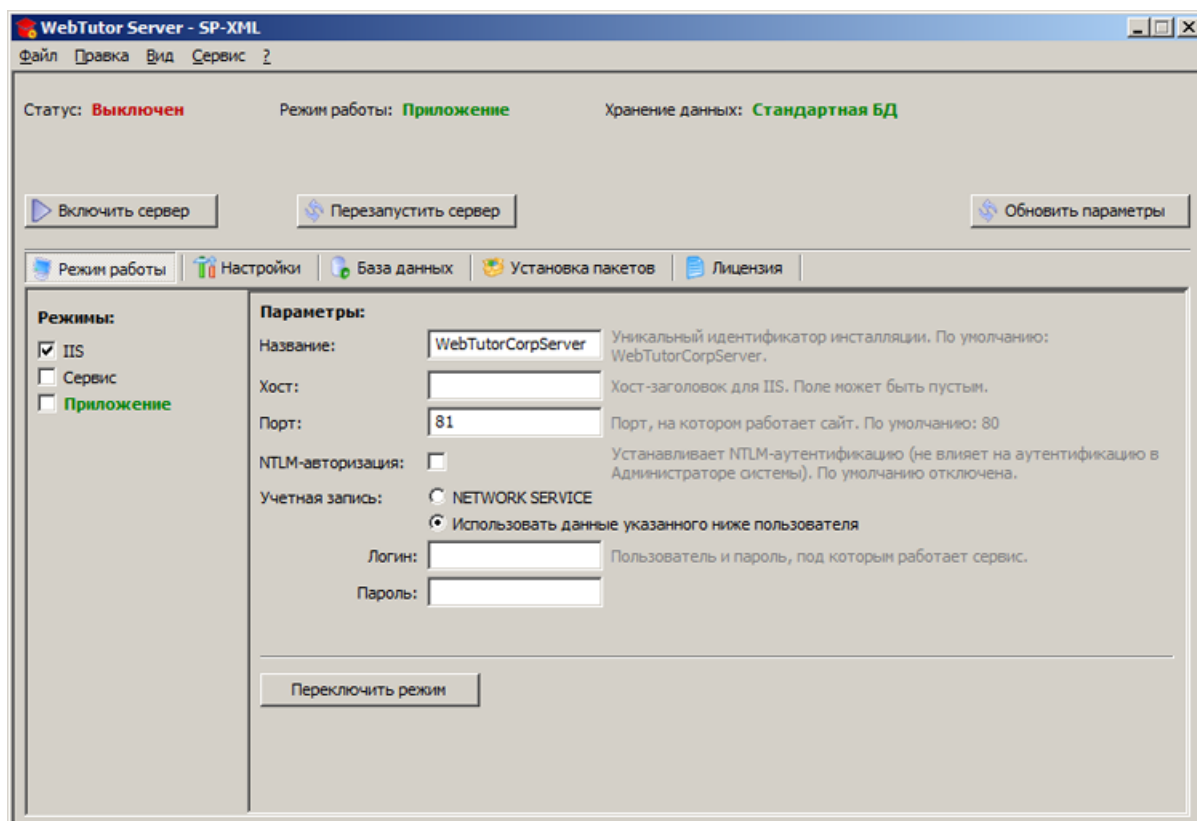 WebTutor Server - SP-XML
Файл Правка Вид Сервис ?
Статус: Выключен Режим работы: Приложение Хранение данных: Стандартная БД
Включить сервер Перезапустить сервер Обновить параметры
Режим работы Настройки База данных Установка пакетов Лицензия
Режимы:
IIS
Сервис
Приложение
Параметры:
Название: WebTutorCorpServer Уникальный идентификатор инсталляции. По умолчанию:
WebTutorCorpServer.
Хост: Хост-заголовок для IIS. Поле может быть пустым.
Порт: 81 Порт, на котором работает сайт. По умолчанию: 80
NTLM-авторизация: Устанавливает NTLM-аутентификацию (не влияет на аутентификацию в
Администраторе системы). По умолчанию отключена.
Учетная запись: NETWORK SERVICE
Использовать данные указанного ниже пользователя
Логин: Пользователь и пароль, под которым работает сервис.
Пароль:
Переключить режим